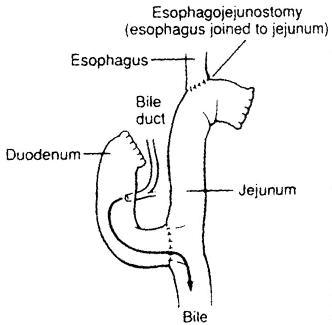 Esophagojejunostomy
(esophagus joined to jejunum)
Esophagus
Bile
duct
Duodenum
Jejunum
Bile